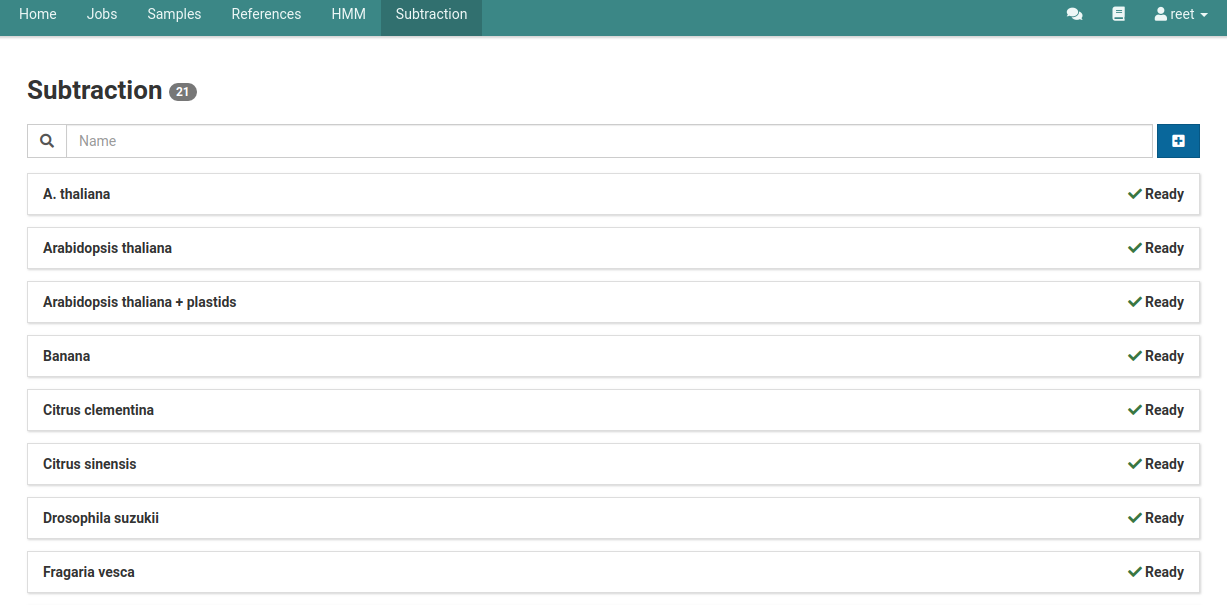 Home Jobs Samples References HMM Subtraction reet
Subtraction 21
Name
A. thaliana Ready
Arabidopsis thaliana Ready
Arabidopsis thaliana + plastids Ready
Banana Ready
Citrus clementina Ready
Citrus sinensis Ready
Drosophila suzukii Ready
Fragaria vesca Ready